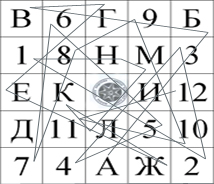 В 6 Г 9 Б
1 8 Н М 3
Е К И 12
Д 11 Л 5 10
7 4 А Ж 2